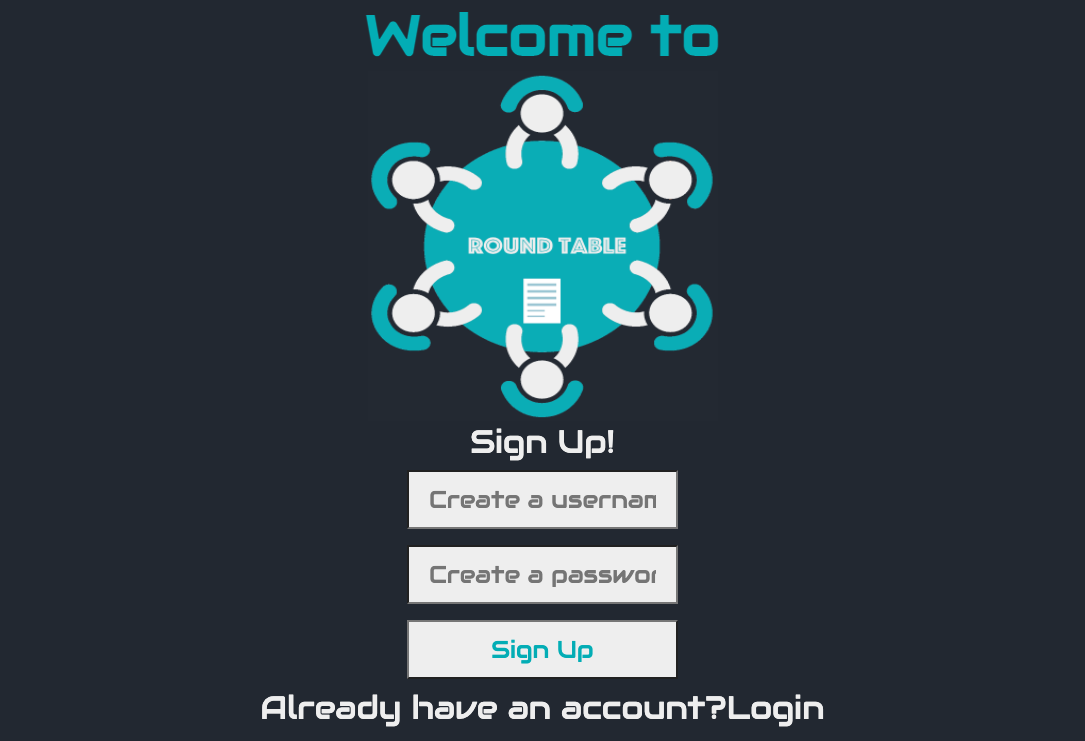 Welcome to
ROUND TABLE
Sign Up!
Create a usernam
Create a passwor
Sign Up
Already have an account?Login